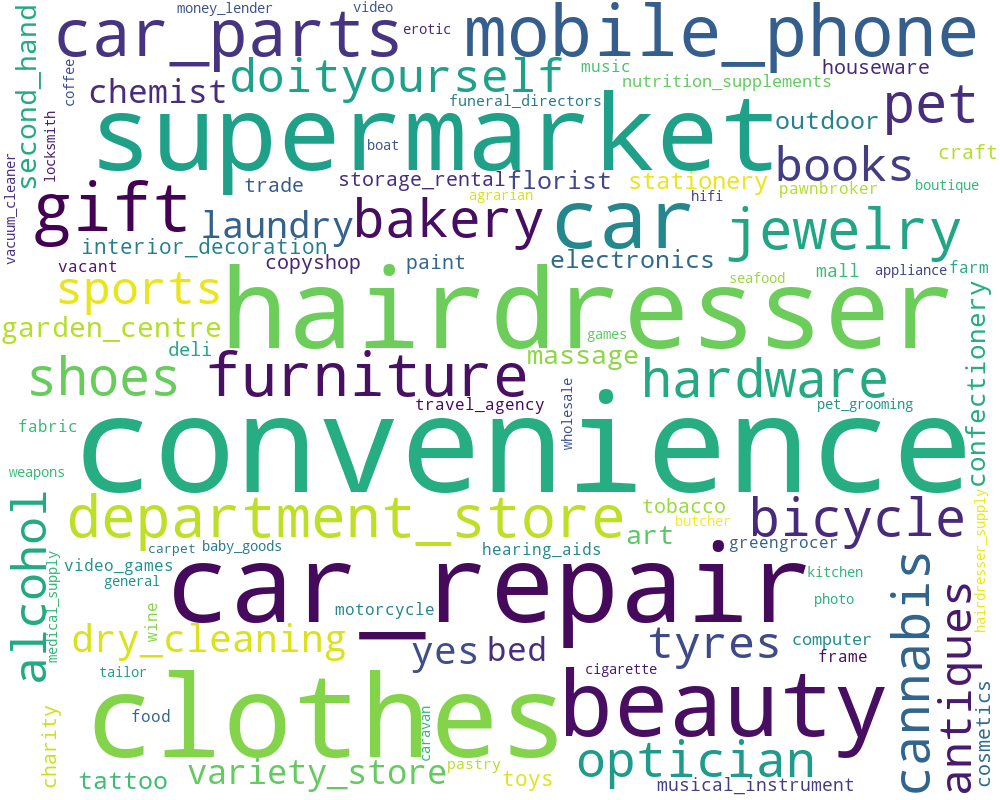 money_lender
video
car_parts
erotic
mobile_phone
second_hand
coffee
chemist
doityourself
music
houseware
nutrition_supplements
pet
funeral_directors
supermarket
outdoor
locksmith
boat
craft
books
vacuum_cleaner
gift
trade
storage_rental
florist
stationery
pawnbroker
boutique
agrarian
hifi
laundry
bakery
car
jewelry
interior_decoration
vacant
copyshop
paint
electronics
mall
appliance
farm
sports
hairdresser
seafood
garden_centre
deli
games
massage
confectionery
shoes
furniture
hardware
travel_agency
wholesale
pet_grooming
fabric
convenience
weapons
alcohol
department_store
tobacco
butcher
art
bicycle
hairdresser_supply
carpet
baby_goods
hearing_aids
greengrocer
medical_supply
video_games
general
car_repair
kitchen
cannabis
antiques
motorcycle
photo
wine
dry_cleaning
yes
bed
tyres
computer
frame
tailor
cigarette
cosmetics
clothes
beauty
charity
food
caravan
tattoo
variety_store
pastry
toys
optician
musical_instrument